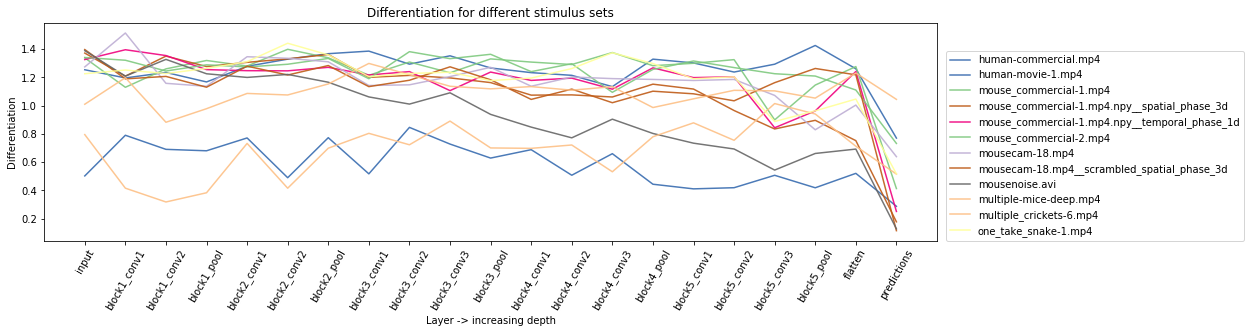 Differentiation for different stimulus sets
Differentiation
1.4
1.2
1.0
0.8
0.6
0.4
0.2
input
block1_conv1
block1_conv2
block1_pool
block2_conv1
block2_conv2
block2_pool
block3_conv1
block3_conv2
block3_conv3
block3_pool
block4_conv1
block4_conv2
block4_conv3
block4_pool
block5_conv1
block5_conv2
block5_conv3
block5_pool
flatten
predictions
Layer -> increasing depth
human-commercial.mp4
human-movie-1.mp4
mouse_commercial-1.mp4
mouse_commercial-1.mp4.npy__spatial_phase_3d
mouse_commercial-1.mp4.npy__temporal_phase_1d
mouse_commercial-2.mp4
mousecam-18.mp4
mousecam-18.mp4__scrambled_spatial_phase_3d
mousenoise.avi
multiple-mice-deep.mp4
multiple_crickets-6.mp4
one_take_snake-1.mp4